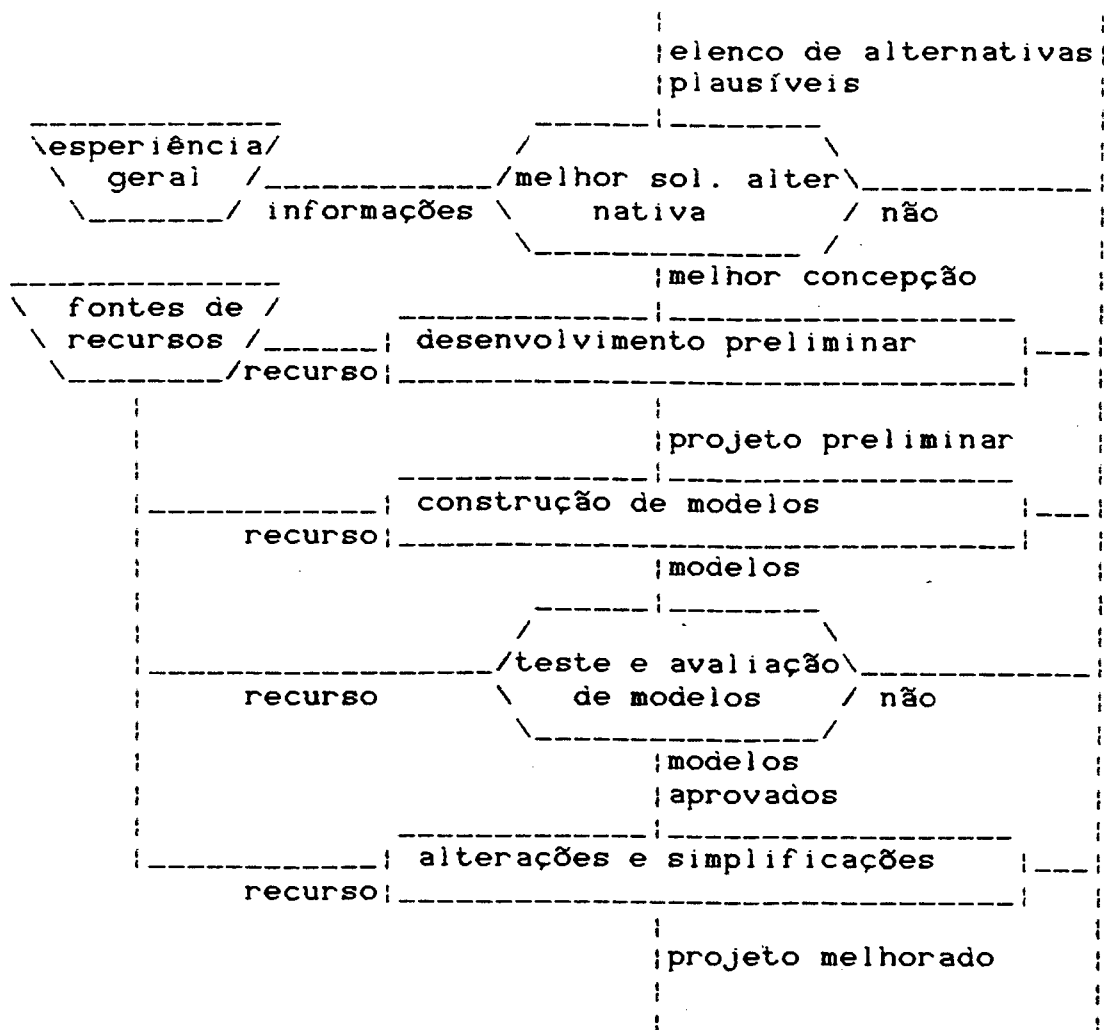 elenco de alternativas
plausíveis
esperiência
geral
informações
melhor sol. alter
nativa
não
melhor concepção
fontes de
recursos
recurso
desenvolvimento preliminar
projeto preliminar
construção de modelos
recurso
modelos
teste e avaliação
de modelos
recurso
não
modelos
aprovados
alterações e simplificações
recurso
projeto melhorado